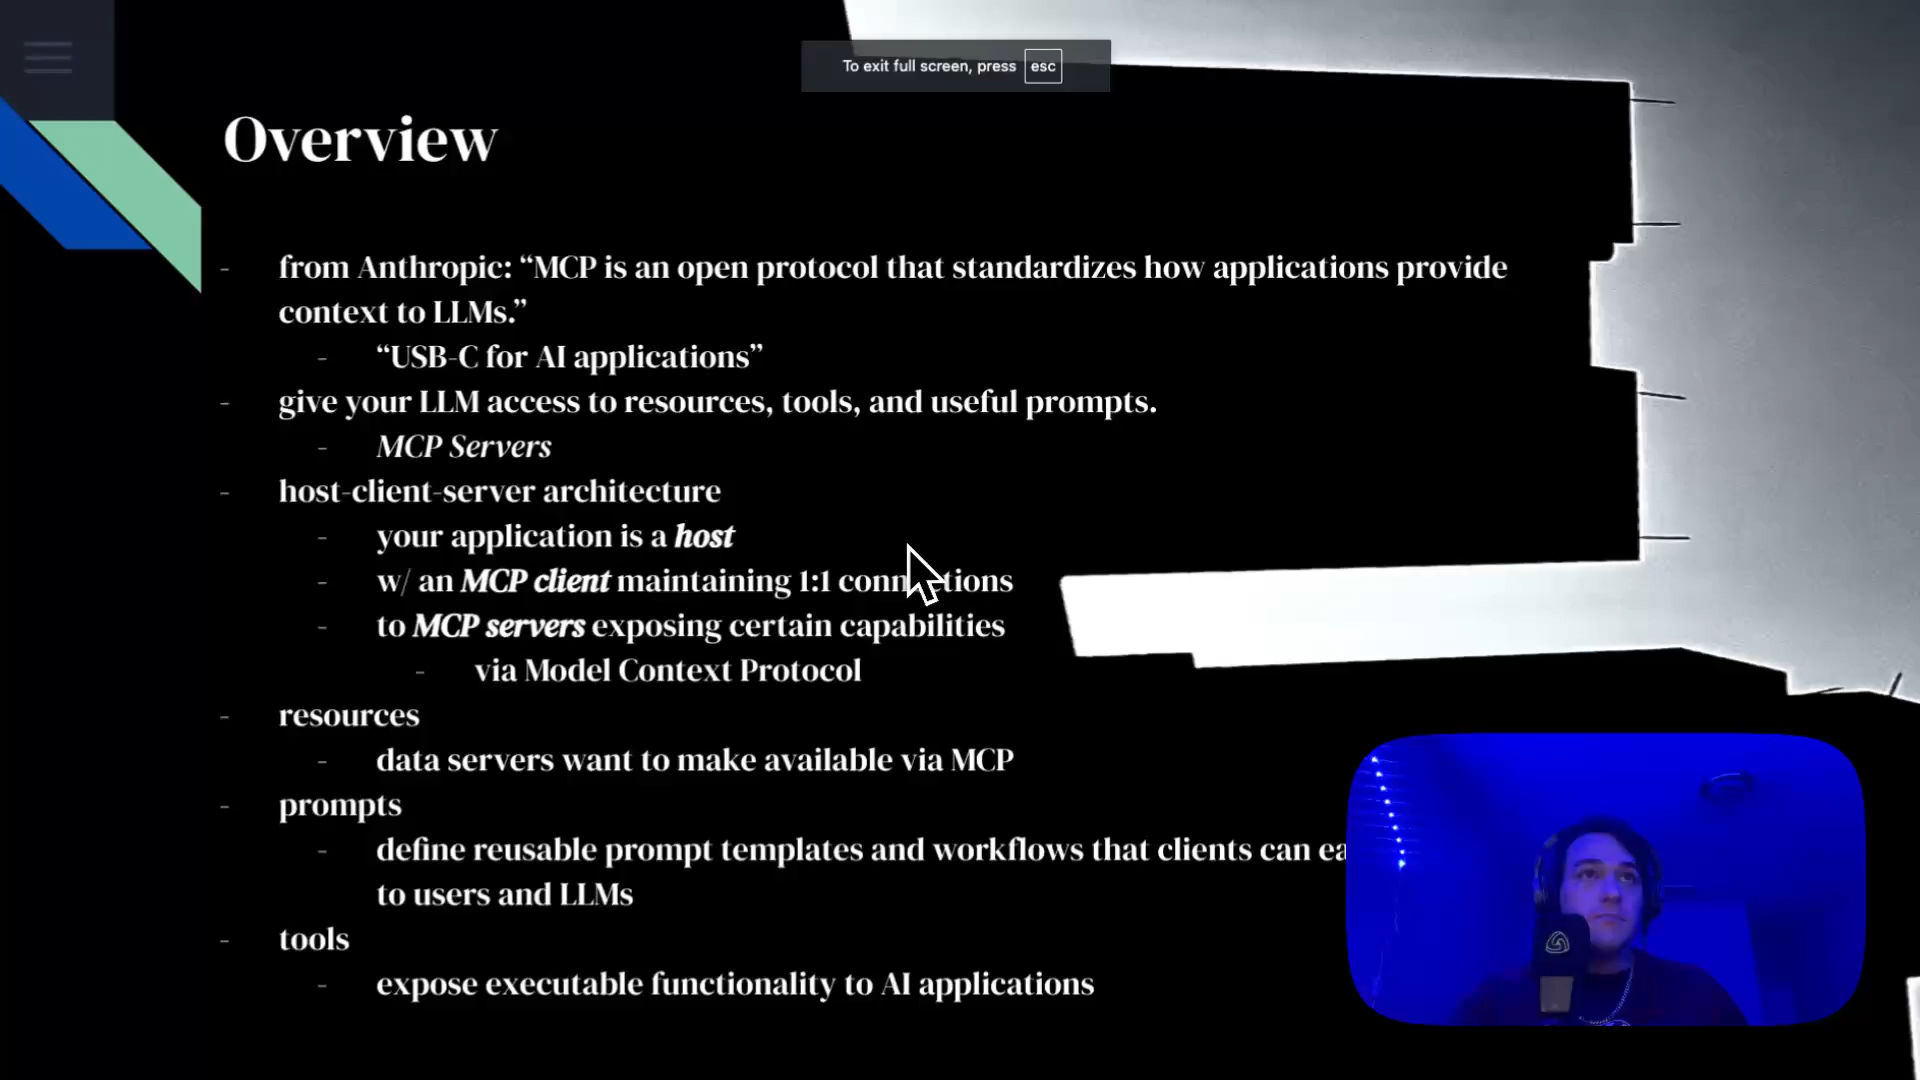 To exit full screen, press esc
Overview
- from Anthropic: “MCP is an open protocol that standardizes how applications provide
context to LLMs.”
- “USB-C for AI applications”
- give your LLM access to resources, tools, and useful prompts.
- MCP Servers
- host-client-server architecture
- your application is a host
- w/ an MCP client maintaining 1:1 connections
- to MCP servers exposing certain capabilities
- via Model Context Protocol
- resources
- data servers want to make available via MCP
- prompts
- define reusable prompt templates and workflows that clients can
to users and LLMs
- tools
- expose executable functionality to AI applications